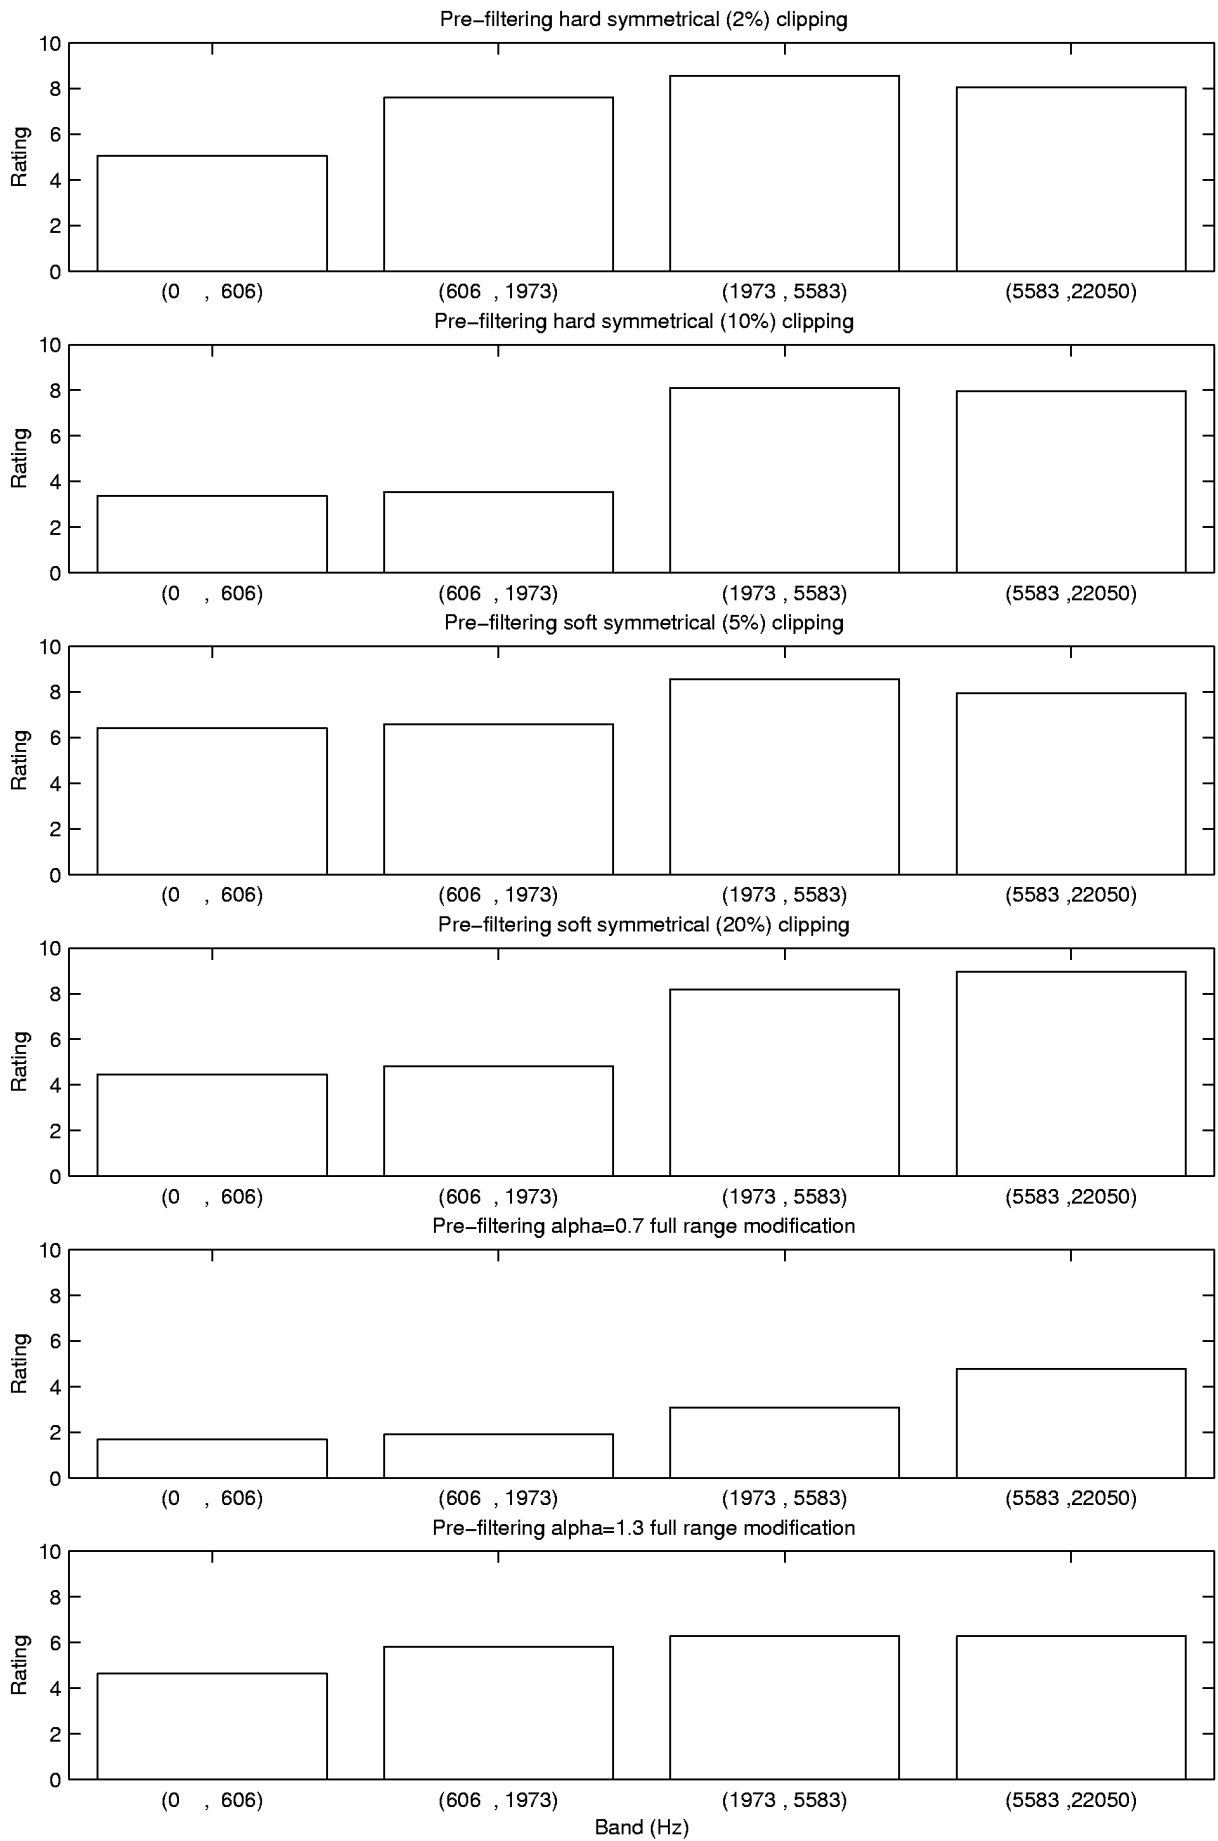 Pre−filtering hard symmetrical (2%) clipping
10
8
6
4
2
0
Rating
(0 , 606) (606 , 1973) (1973 , 5583) (5583 ,22050)
Pre−filtering hard symmetrical (10%) clipping
10
8
6
4
2
0
Rating
(0 , 606) (606 , 1973) (1973 , 5583) (5583 ,22050)
Pre−filtering soft symmetrical (5%) clipping
10
8
6
4
2
0
Rating
(0 , 606) (606 , 1973) (1973 , 5583) (5583 ,22050)
Pre−filtering soft symmetrical (20%) clipping
10
8
6
4
2
0
Rating
(0 , 606) (606 , 1973) (1973 , 5583) (5583 ,22050)
Pre−filtering alpha=0.7 full range modification
10
8
6
4
2
0
Rating
(0 , 606) (606 , 1973) (1973 , 5583) (5583 ,22050)
Pre−filtering alpha=1.3 full range modification
10
8
6
4
2
0
Rating
(0 , 606) (606 , 1973) (1973 , 5583) (5583 ,22050)
Band (Hz)